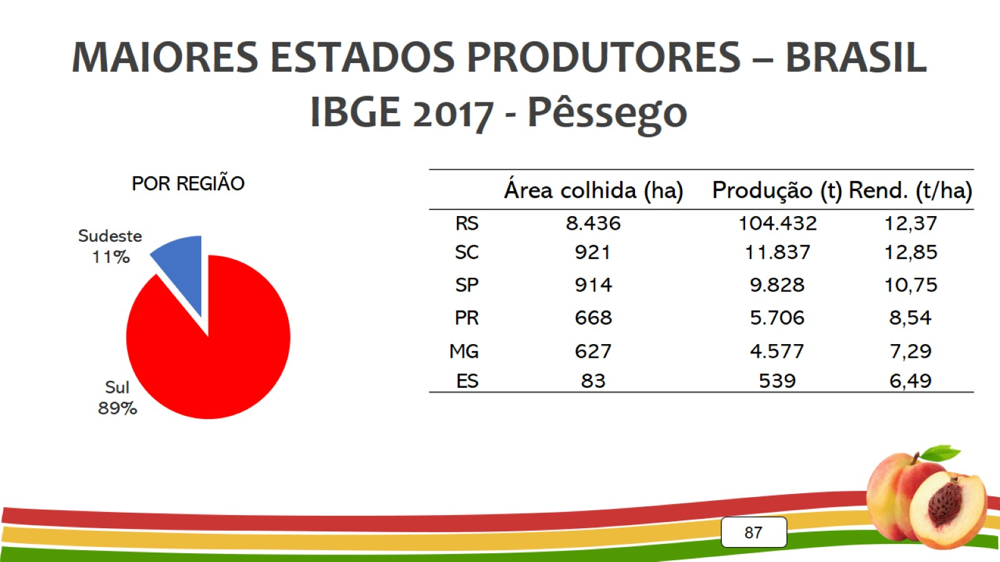 MAIORES ESTADOS PRODUTORES – BRASIL
IBGE 2017 - Pêssego
POR REGIÃO
Sudeste
11%
Sul
89%
Área colhida (ha) Produção (t) Rend. (t/ha)
RS 8.436 104.432 12,37
SC 921 11.837 12,85
SP 914 9.828 10,75
PR 668 5.706 8,54
MG 627 4.577 7,29
ES 83 539 6,49
87